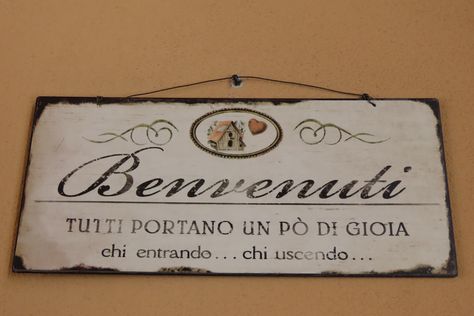 Benvenuti
TUTTI PORTANO UN PÒ DI GIOIA
chi entrando... chi uscendo...